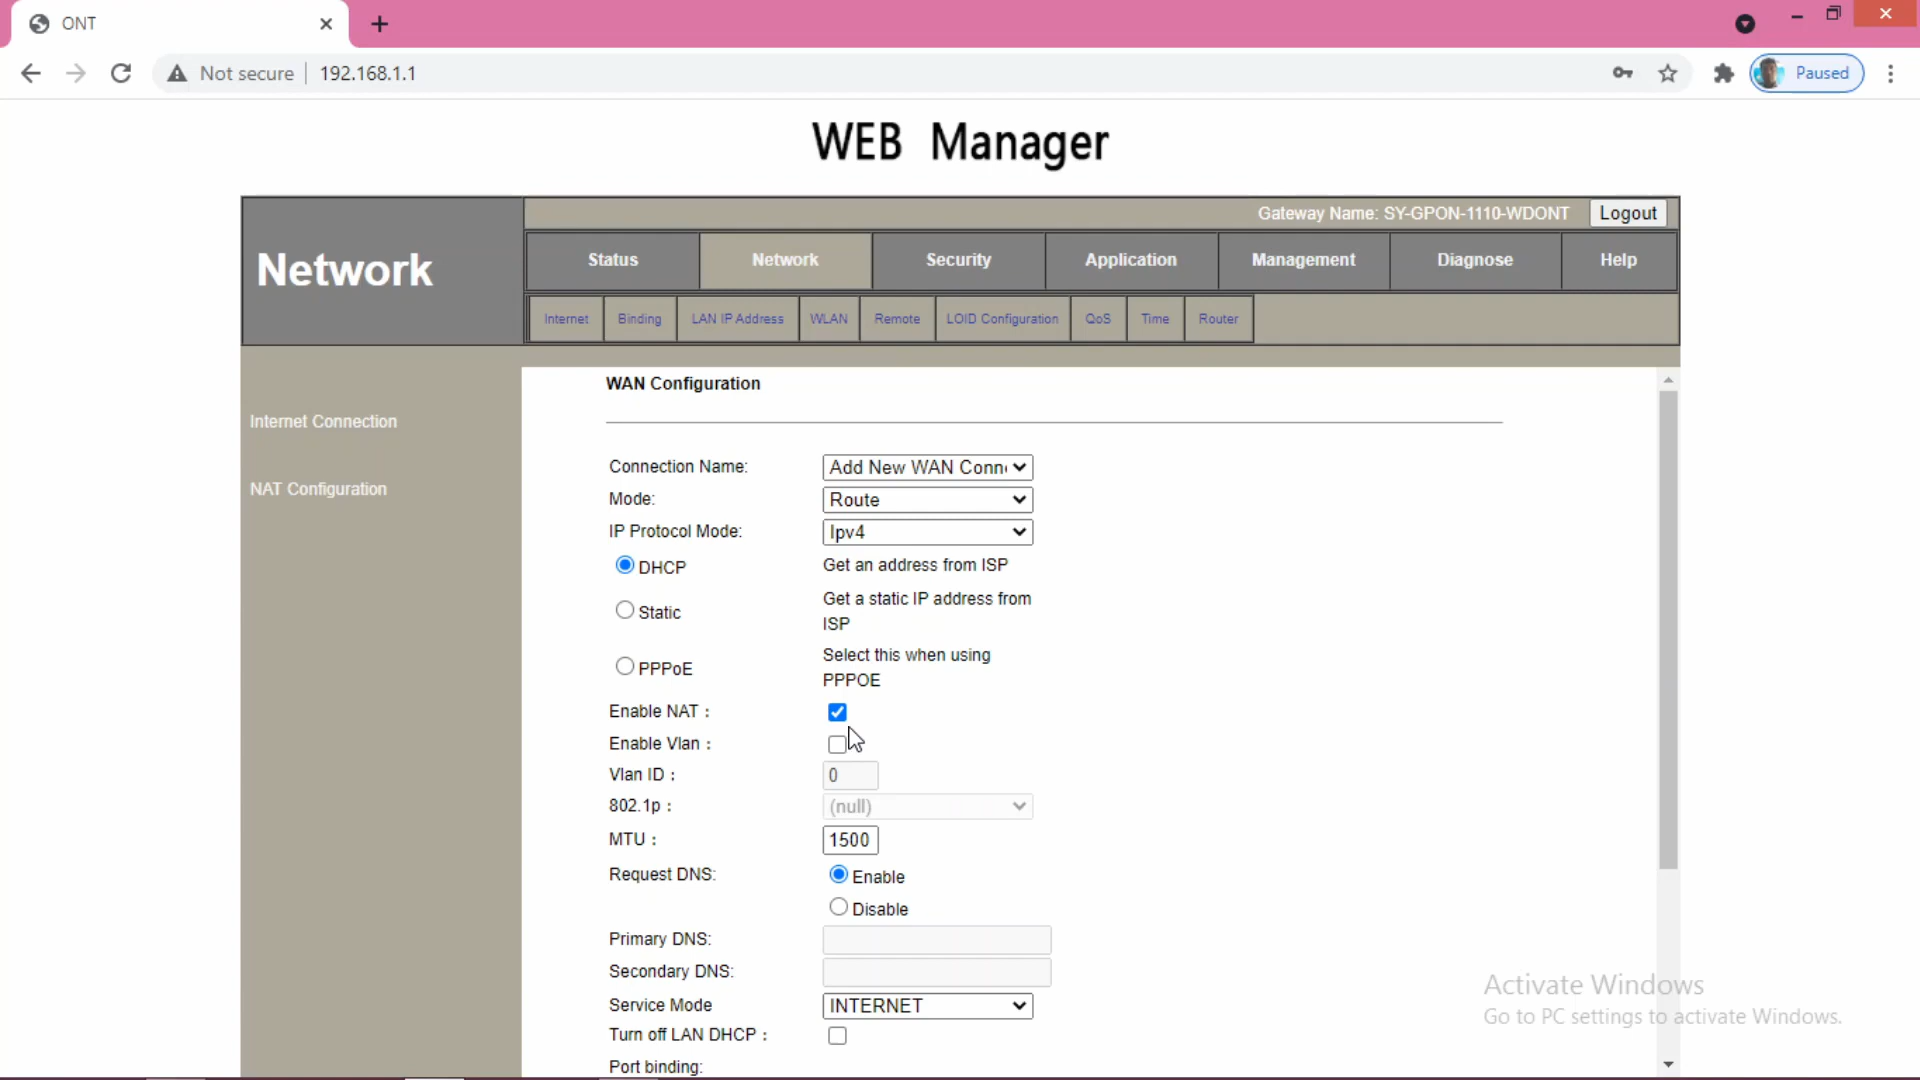 ONT
Not secure
192.168.1.1
Paused
WEB Manager
Gateway Name: SY-GPON-1110-WDONT
Logout
Network
Status
Network
Security
Application
Management
Diagnose
Help
Internet
Binding
LAN IP Address
WLAN
Remote
LOID Configuration
QoS
Time
Router
Internet Connection
NAT Configuration
WAN Configuration
Connection Name:
Add New WAN Conn
Mode:
Route
IP Protocol Mode:
Ipv4
DHCP
Get an address from ISP
Static
Get a static IP address from
ISP
PPPoE
Select this when using
PPPOE
Enable NAT :
Enable Vlan :
Vlan ID :
0
802.1p :
(null)
MTU :
1500
Request DNS:
Enable
Disable
Primary DNS:
Secondary DNS:
Service Mode
INTERNET
Turn off LAN DHCP :
Port binding:
Activate Windows
Go to PC settings to activate Windows.